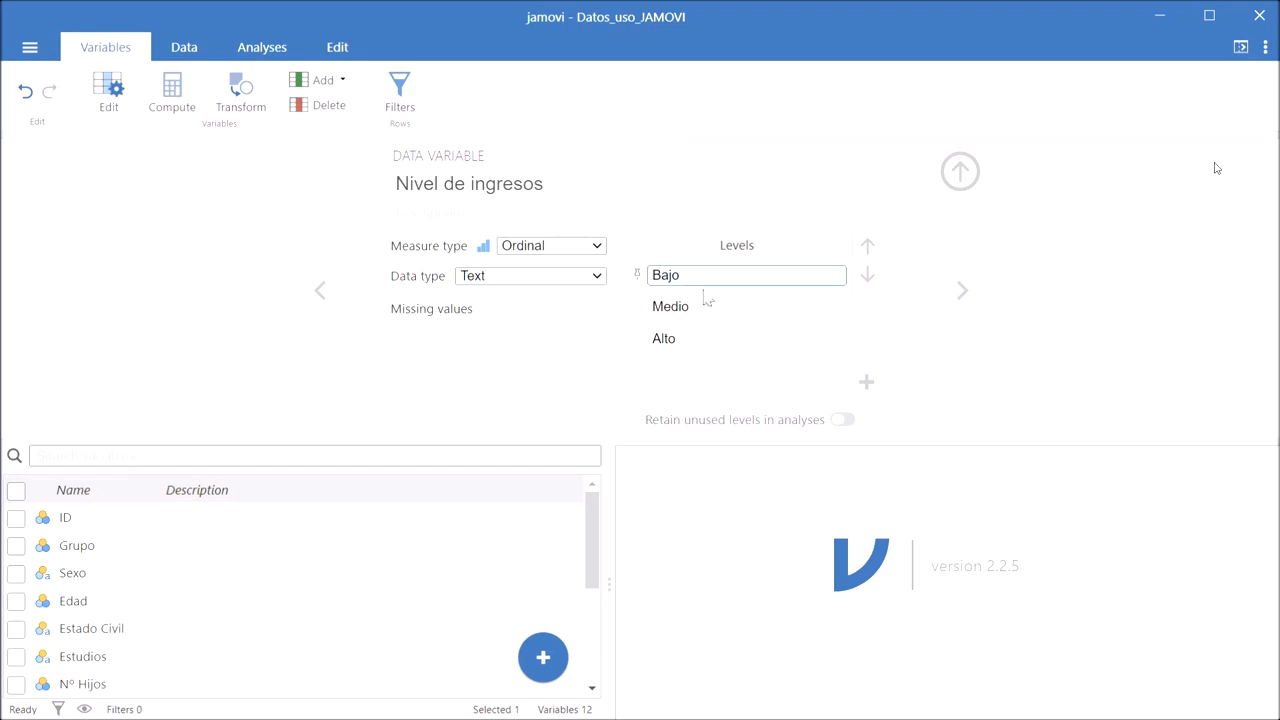 jamovi - Datos_uso_JAMOVI
Variables Data Analyses Edit
Edit Compute Transform Add Delete Filters
Edit Variables Rows
DATA VARIABLE
Nivel de ingresos
Measure type Ordinal Levels
Data type Text Bajo
Missing values Medio
Alto
Retain unused levels in analyses
Search variables
Name Description
ID
Grupo
Sexo
Edad
Estado Civil
Estudios
Nº Hijos
version 2.2.5
Ready Filters 0 Selected 1 Variables 12